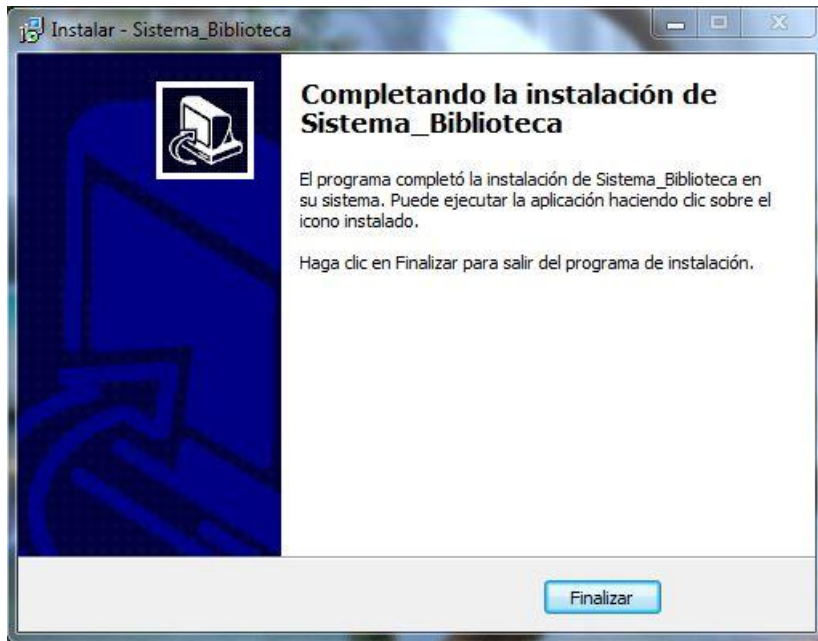 Instalar - Sistema_Biblioteca
Completando la instalación de
Sistema_Biblioteca
El programa completó la instalación de Sistema_Biblioteca en
su sistema. Puede ejecutar la aplicación haciendo clic sobre el
icono instalado.
Haga clic en Finalizar para salir del programa de instalación.
Finalizar